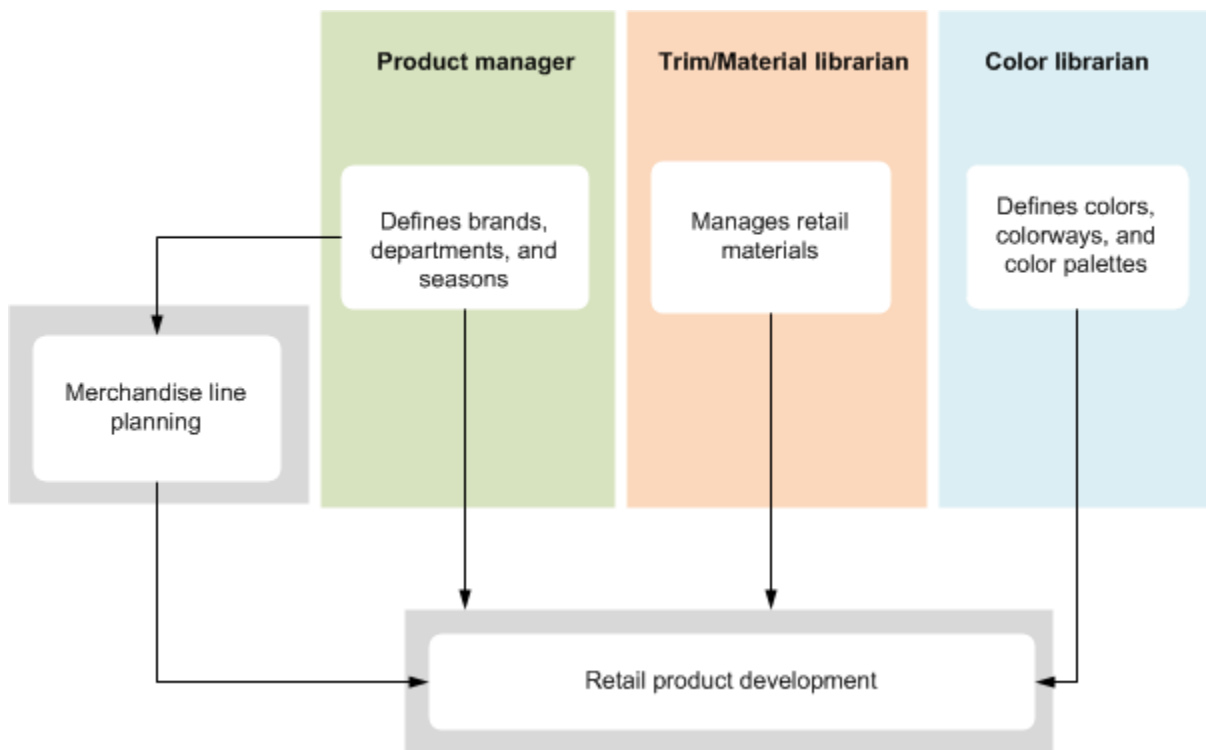 Product manager
Trim/Material librarian
Color librarian
Defines brands,
departments, and
seasons
Manages retail
materials
Defines colors,
colorways, and
color palettes
Merchandise line
planning
Retail product development